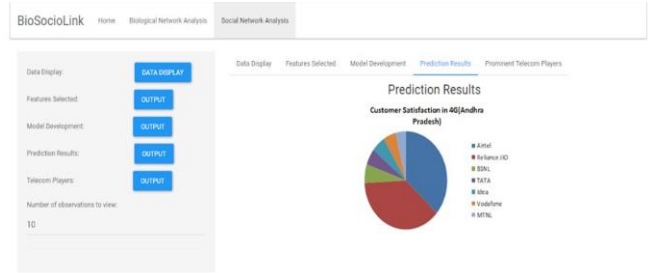 BioSocioLink Home Biological Network Analysis Social Network Analysis
Data Display: DATA DISPLAY
Features Selected: OUTPUT
Model Development: OUTPUT
Prediction Results: OUTPUT
Telecom Players: OUTPUT
Number of observations to view:
10
Data Display Features Selected Model Development Prediction Results Prominent Telecom Players
Prediction Results
Customer Satisfaction in 4G(Andhra
Pradesh)
Airtel
Reliance JIO
BSNL
TATA
Idea
Vodafone
MTNL